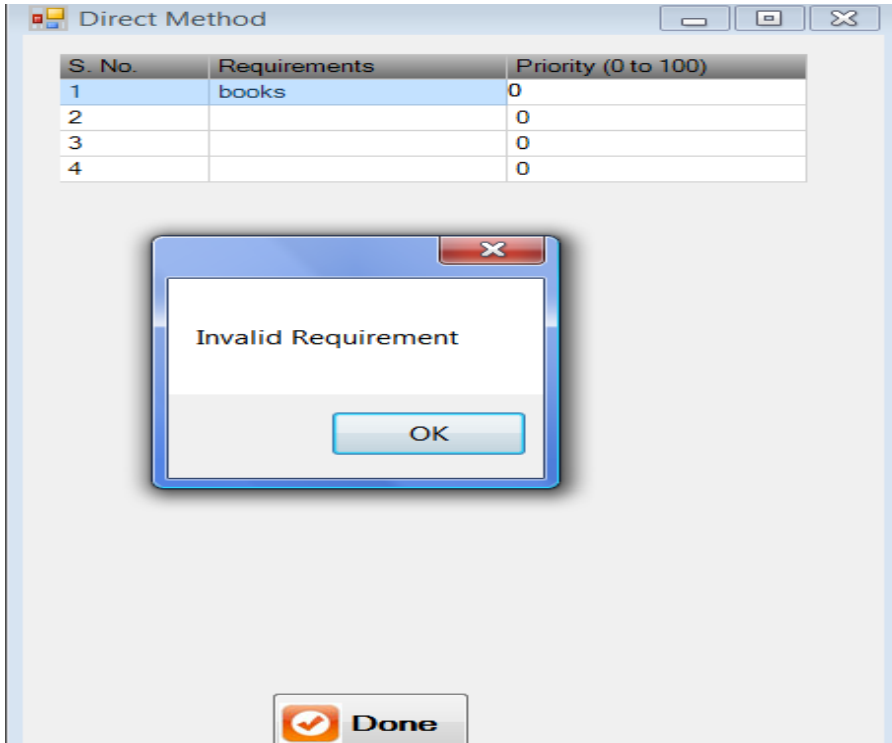 Direct Method
S. No. Requirements Priority (0 to 100)
1 books 0
2 0
3 0
4 0
Invalid Requirement
OK
Done